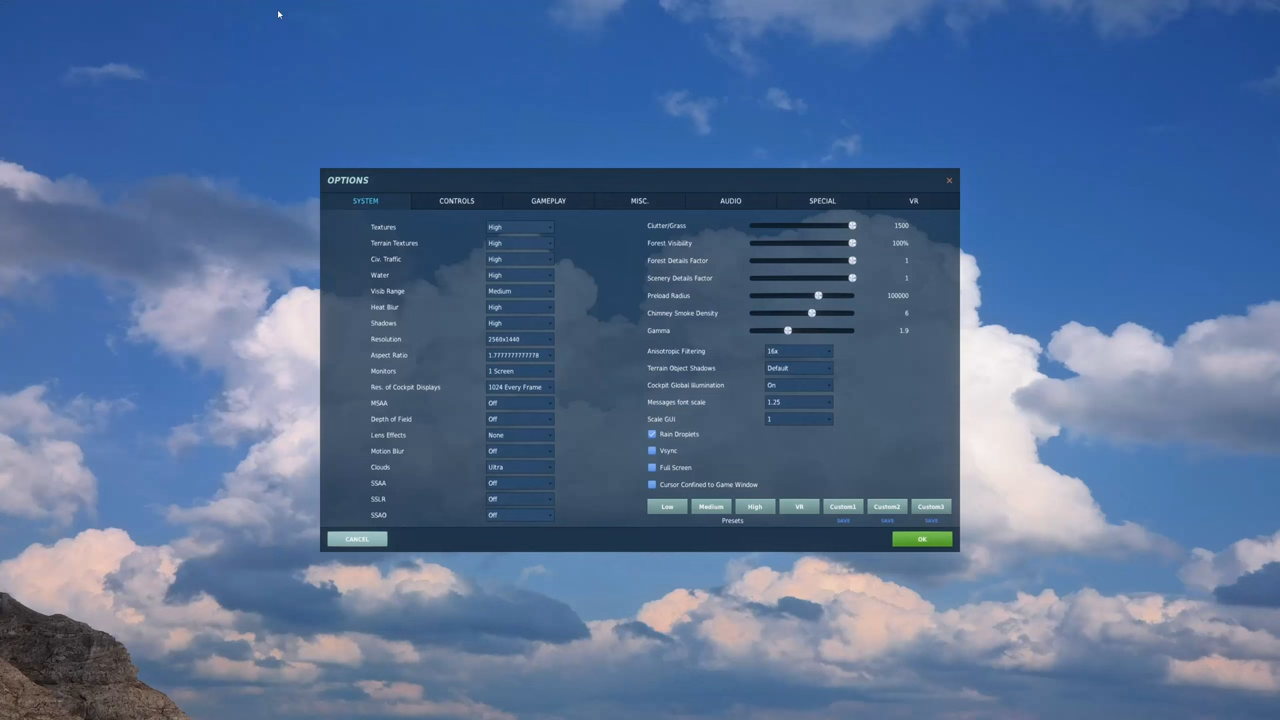 OPTIONS
SYSTEM CONTROLS GAMEPLAY MISC. AUDIO SPECIAL VR
Textures High
Terrain Textures High
Civ. Traffic High
Water High
Visib Range Medium
Heat Blur High
Shadows High
Resolution 2560x1440
Aspect Ratio 1.7777777777778
Monitors 1 Screen
Res. of Cockpit Displays 1024 Every Frame
MSAA Off
Depth of Field Off
Lens Effects None
Motion Blur Off
Clouds Ultra
SSAA Off
SSLR Off
SSAO Off
Clutter/Grass 1500
Forest Visibility 100%
Forest Details Factor 1
Scenery Details Factor 1
Preload Radius 100000
Chimney Smoke Density 6
Gamma 1.9
Anisotropic Filtering 16x
Terrain Object Shadows Default
Cockpit Global Illumination On
Messages font scale 1.25
Scale GUI 1
Rain Droplets
Vsync
Full Screen
Cursor Confined to Game Window
Low Medium High VR Custom1 Custom2 Custom3
Presets SAVE SAVE SAVE
CANCEL OK